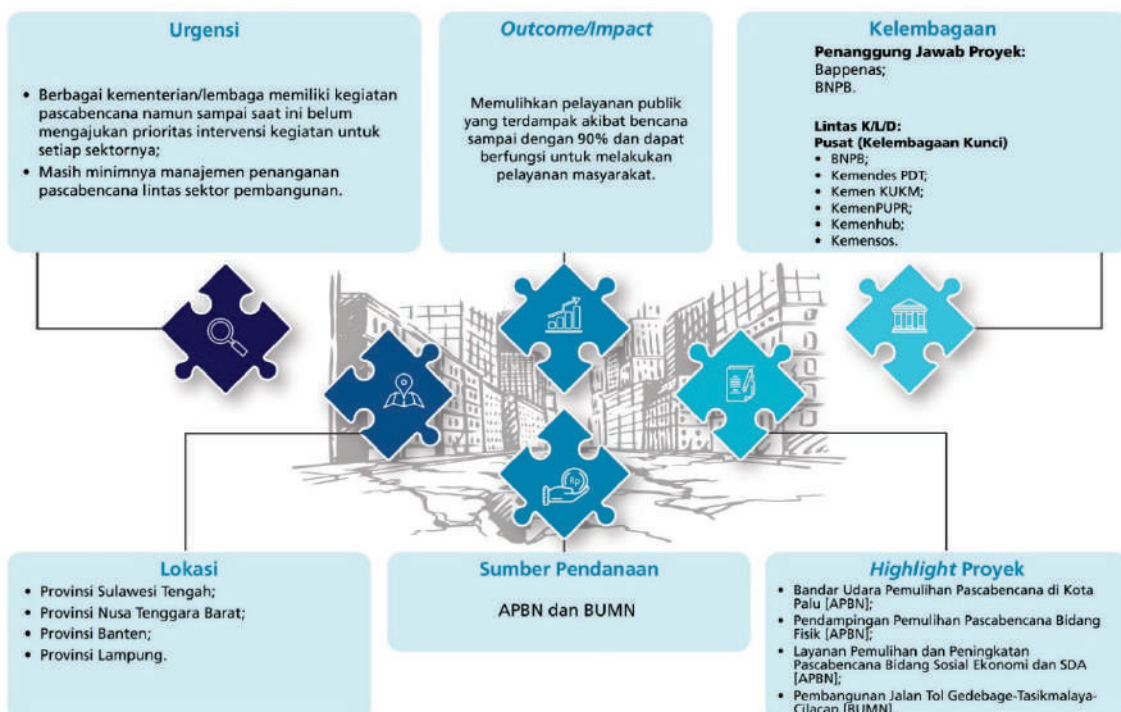 Urgensi
• Berbagai kementerian/lembaga memiliki kegiatan
pascabencana namun sampai saat ini belum
mengajukan prioritas intervensi kegiatan untuk
setiap sektornya;
• Masih minimnya manajemen penanganan
pascabencana lintas sektor pembangunan.
Outcome/Impact
Memulihkan pelayanan publik
yang terdampak akibat bencana
sampai dengan 90% dan dapat
berfungsi untuk melakukan
pelayanan masyarakat.
Kelembagaan
Penanggung Jawab Proyek:
Bappenas;
BNPB.
Lintas K/L/D:
Pusat (Kelembagaan Kunci)
• BNPB;
• Kemendes PDT;
• Kemen KUKM;
• KemenPUPR;
• Kemenhub;
• Kemensos.
Rp
Lokasi
• Provinsi Sulawesi Tengah;
• Provinsi Nusa Tenggara Barat;
• Provinsi Banten;
• Provinsi Lampung.
Sumber Pendanaan
APBN dan BUMN
Highlight Proyek
• Bandar Udara Pemulihan Pascabencana di Kota
Palu [APBN];
• Pendampingan Pemulihan Pascabencana Bidang
Fisik [APBN];
• Layanan Pemulihan dan Peningkatan
Pascabencana Bidang Sosial Ekonomi dan SDA
[APBN];
• Pembangunan Jalan Tol Gedebage-Tasikmalaya-
Cilacap [BUMN]